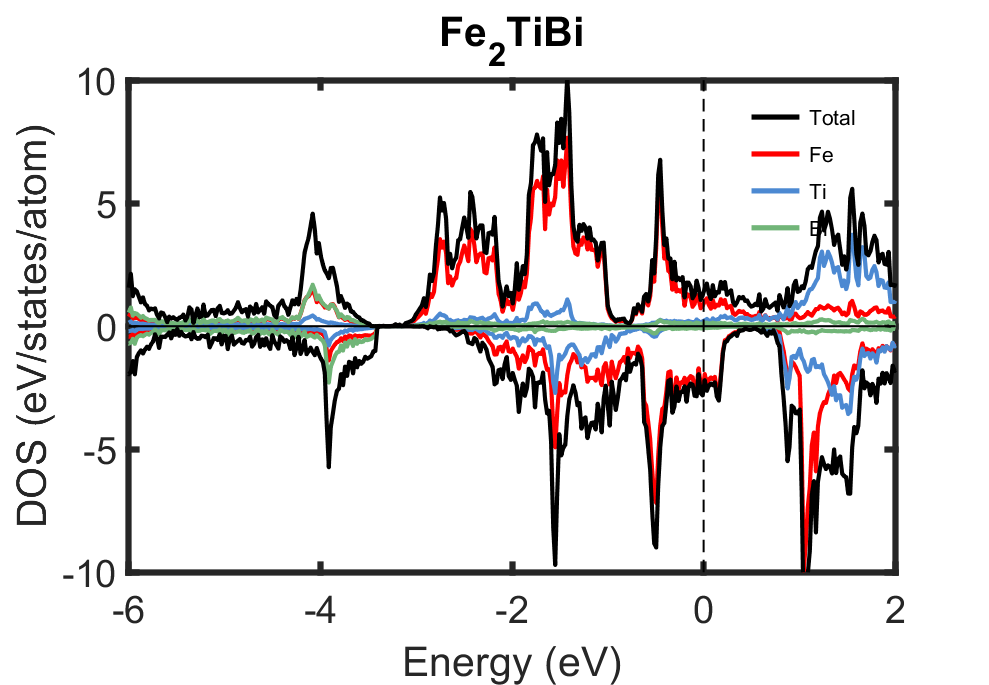 Fe2TiBi
DOS (eV/states/atom)
10
5
0
-5
-10
Total
Fe
Ti
Bi
-6
-4
-2
0
2
Energy (eV)